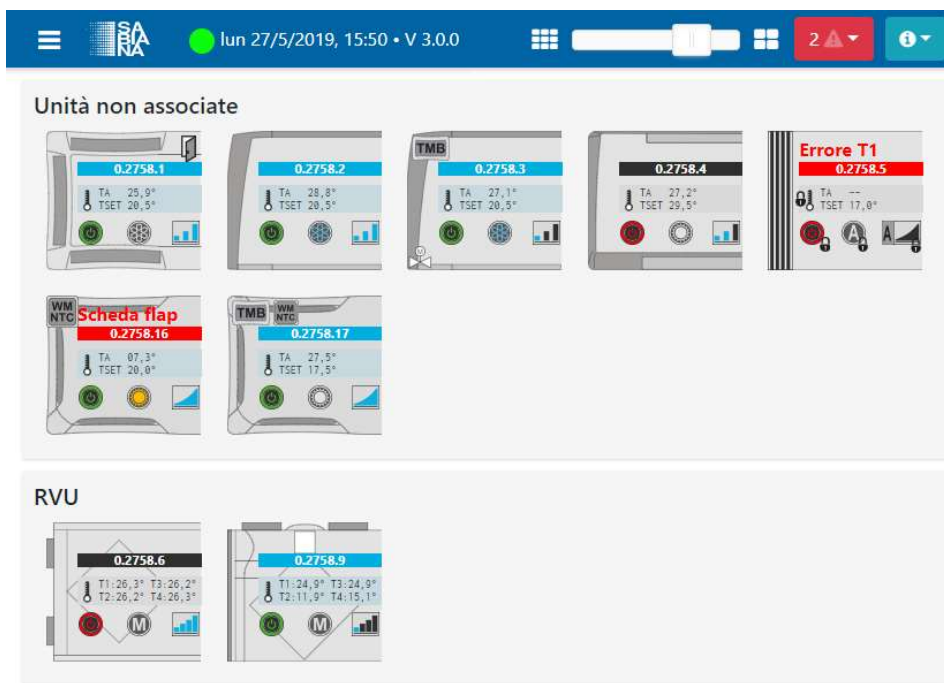 SABIANA
lun 27/5/2019, 15:50 • V 3.0.0
2
Unità non associate
0.2758.1
TA 25,9°
TSET 20,5°
0.2758.2
TA 28,8°
TSET 20,5°
TMB
0.2758.3
TA 27,1°
TSET 20,5°
M
0.2758.4
TA 27,2°
TSET 29,5°
Errore T1
0.2758.5
TA --
TSET 17,0°
A
A
WM
NTC
Scheda flap
0.2758.16
TA 07,3°
TSET 20,0°
TMB
WM
NTC
0.2758.17
TA 27,5°
TSET 17,5°
RVU
0.2758.6
T1:26,3° T3:26,2°
T2:26,2° T4:26,3°
M
0.2758.9
T1:24,9° T3:24,9°
T2:11,9° T4:15,1°
M